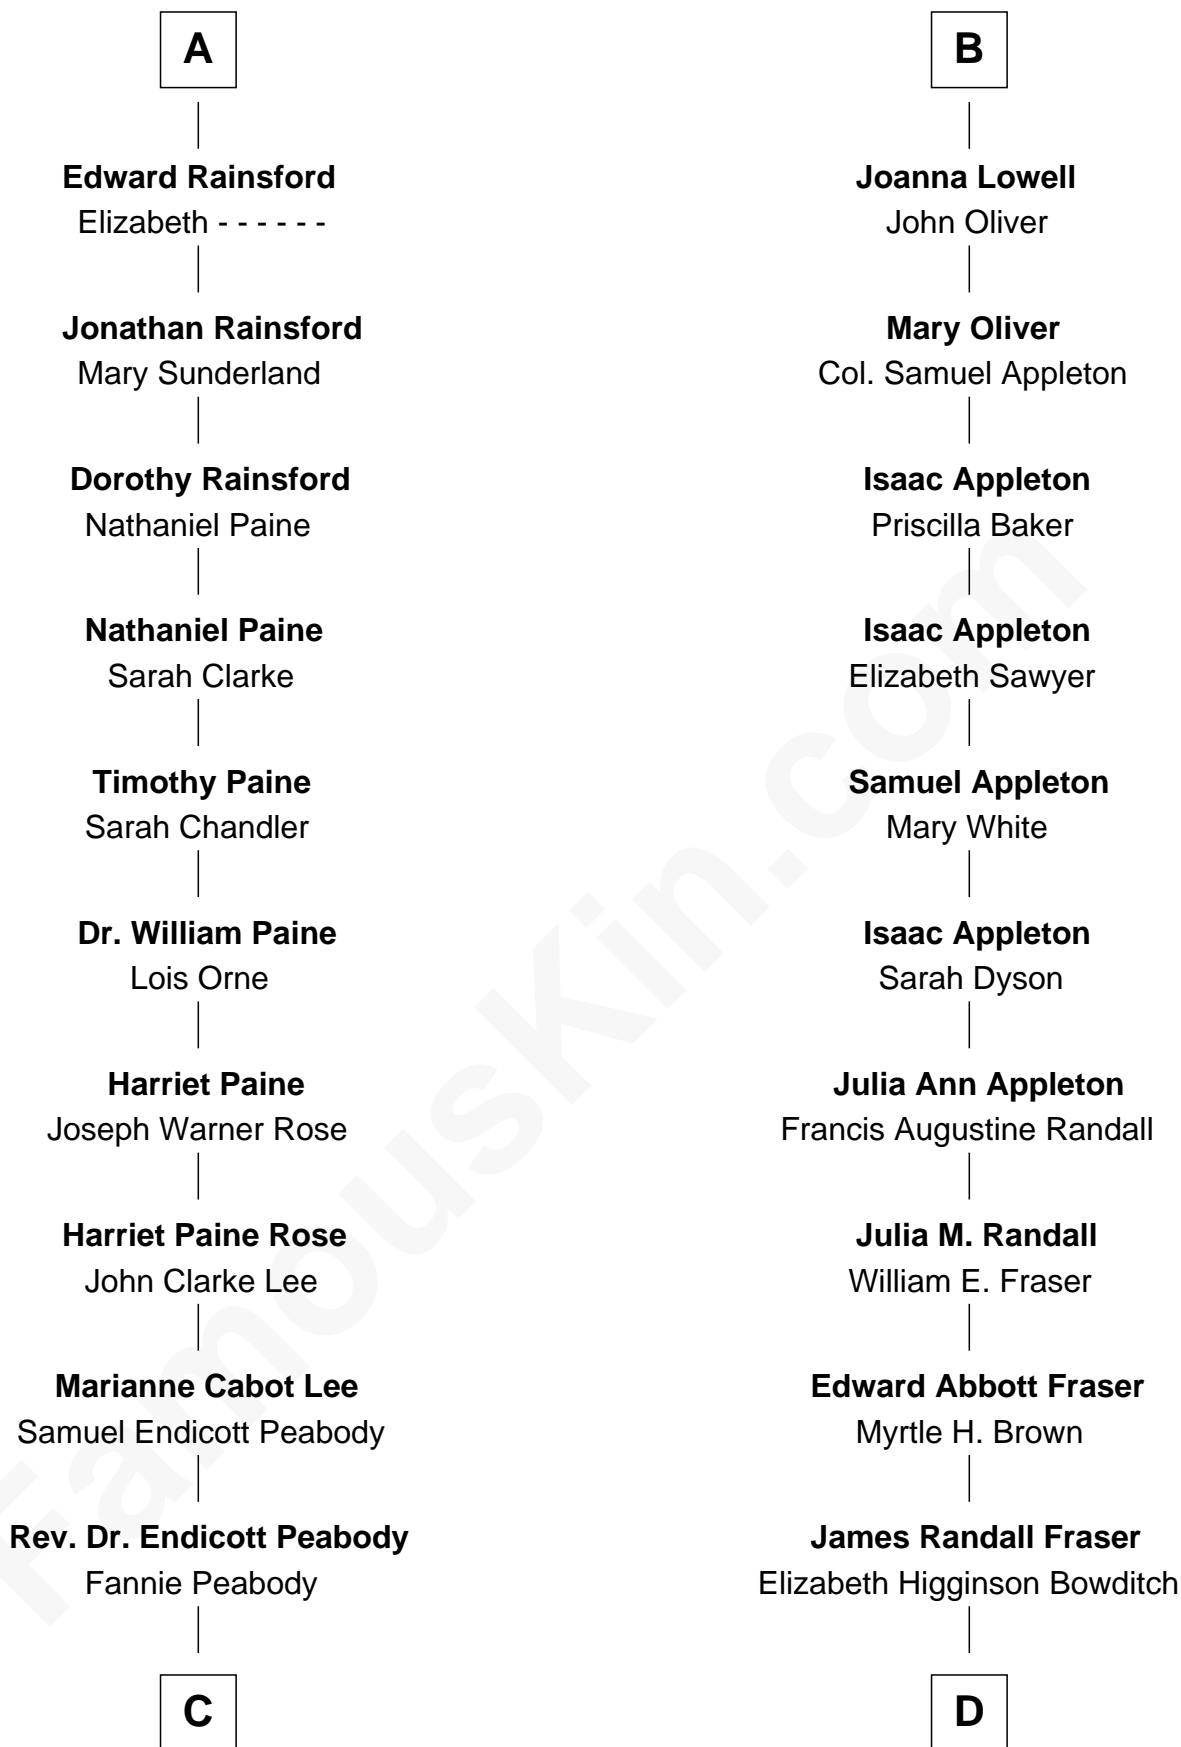 A
Edward Rainsford
Elizabeth - - - - - -
Jonathan Rainsford
Mary Sunderland
Dorothy Rainsford
Nathaniel Paine
Nathaniel Paine
Sarah Clarke
Timothy Paine
Sarah Chandler
Dr. William Paine
Lois Orne
Harriet Paine
Joseph Warner Rose
Harriet Paine Rose
John Clarke Lee
Marianne Cabot Lee
Samuel Endicott Peabody
Rev. Dr. Endicott Peabody
Fannie Peabody
C
B
Joanna Lowell
John Oliver
Mary Oliver
Col. Samuel Appleton
Isaac Appleton
Priscilla Baker
Isaac Appleton
Elizabeth Sawyer
Samuel Appleton
Mary White
Isaac Appleton
Sarah Dyson
Julia Ann Appleton
Francis Augustine Randall
Julia M. Randall
William E. Fraser
Edward Abbott Fraser
Myrtle H. Brown
James Randall Fraser
Elizabeth Higginson Bowditch
D
FamousKin.com